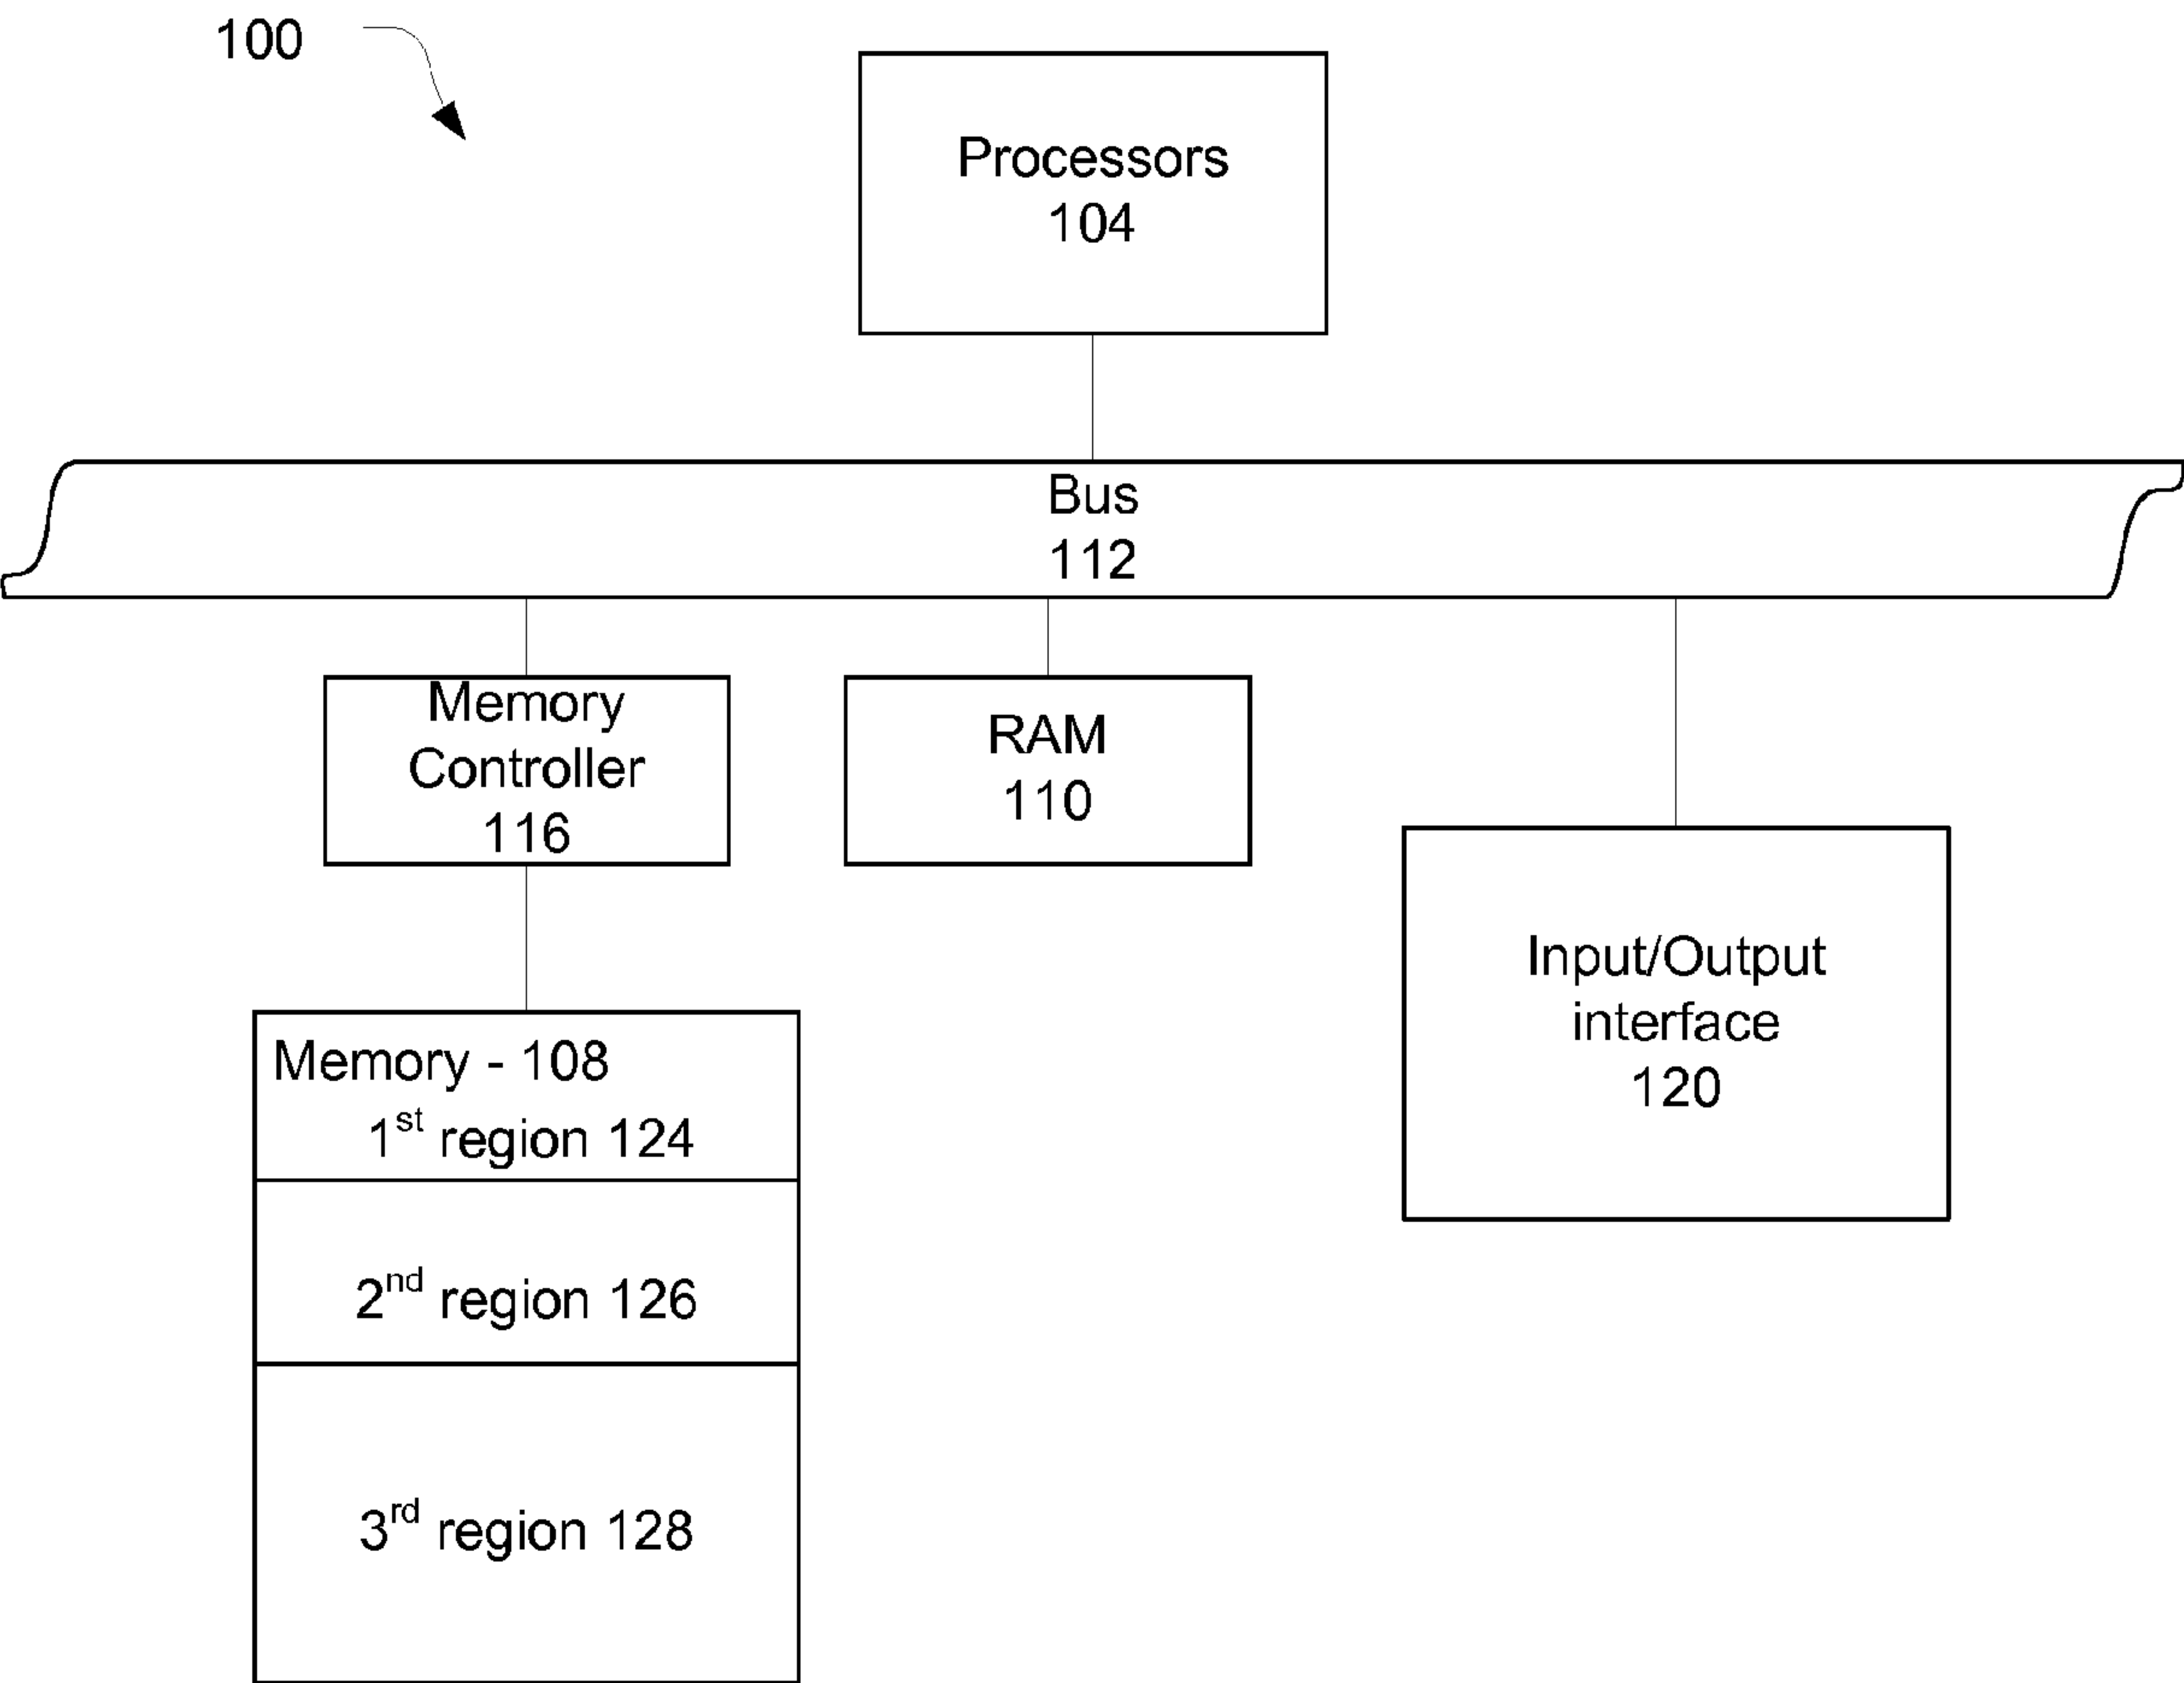 100
Processors
104
Bus
112
Memory
Controller
116
RAM
110
Input/Output
interface
120
Memory - 108
1st region 124
2nd region 126
3rd region 128